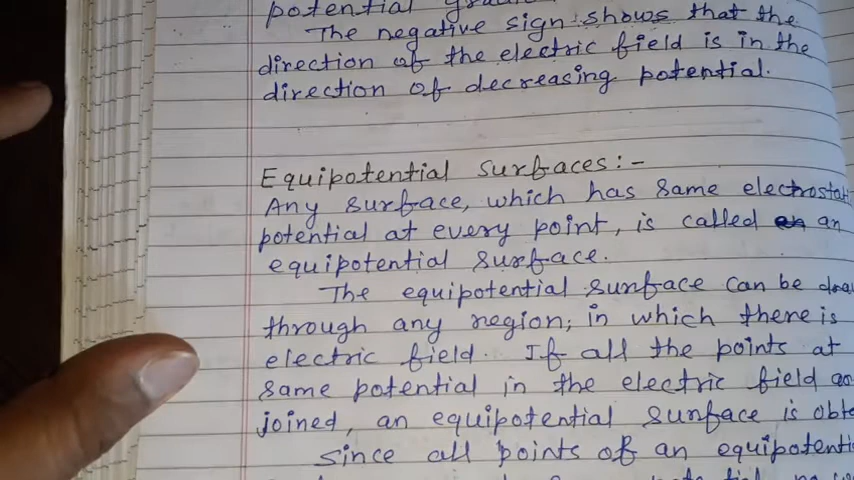 potential
The negative sign shows that the
direction of the electric field is in the
direction of decreasing potential.
Equipotential surfaces:-
Any surface, which has same electrostat
potential at every point, is called an
equipotential surface.
The equipotential surface can be draw
through any region, in which there is
electric field. If all the points at
same potential in the electric field
joined, an equipotential surface is obt
Since all points of an equipotenti